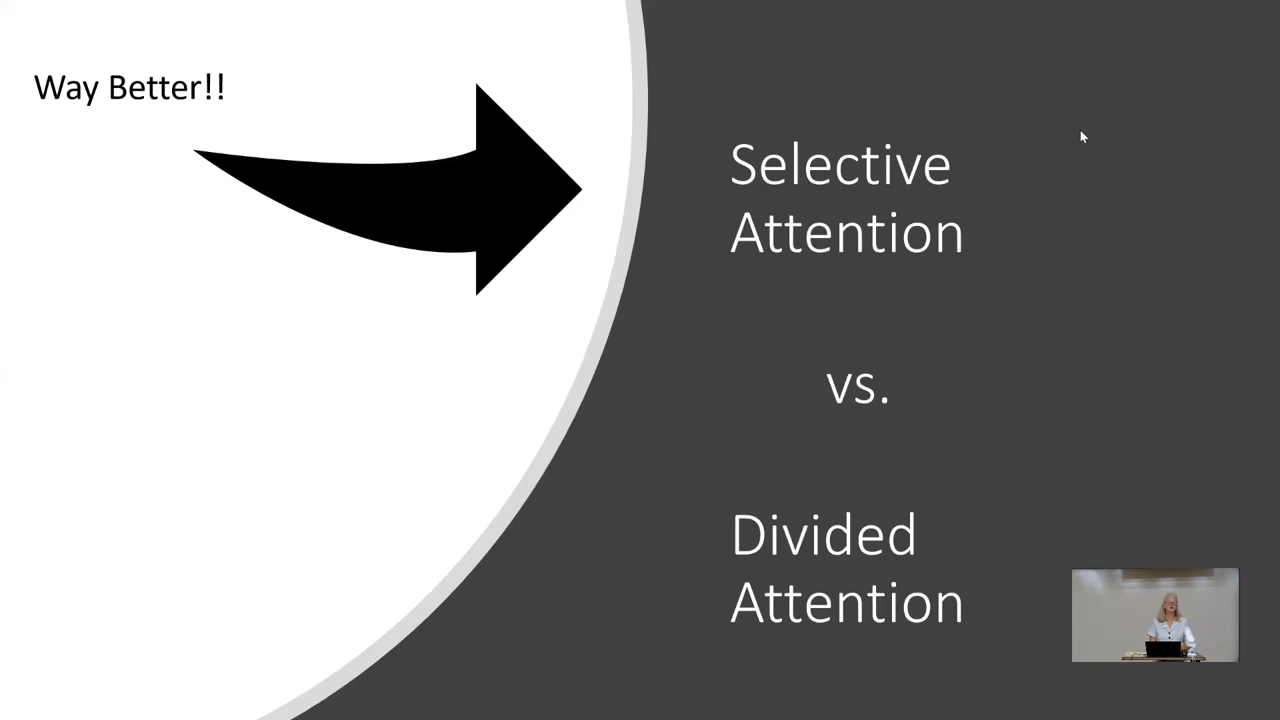 Way Better!!
Selective
Attention
vs.
Divided
Attention